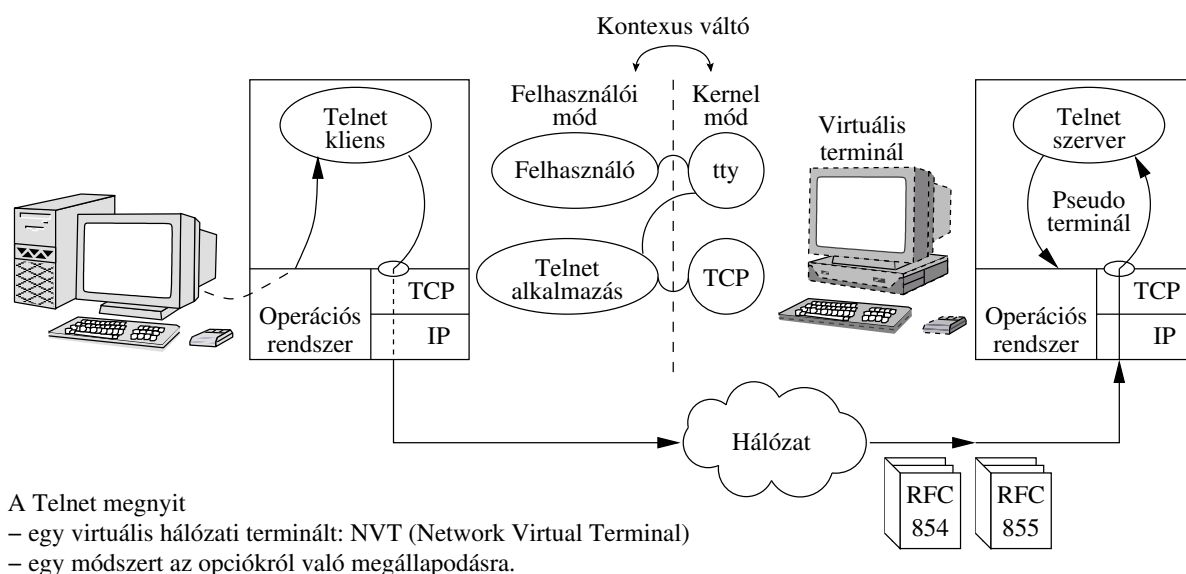 Kontexus váltó
Telnet
kliens
Operációs
rendszer
TCP
IP
Felhasználói
mód
Kernel
mód
Felhasználó
tty
Telnet
alkalmazás
TCP
Virtuális
terminál
Telnet
szerver
Pseudo
terminál
Operációs
rendszer
TCP
IP
Hálózat
RFC
854
RFC
855
A Telnet megnyit
− egy virtuális hálózati terminált: NVT (Network Virtual Terminal)
− egy módszert az opciókról való megállapodásra.